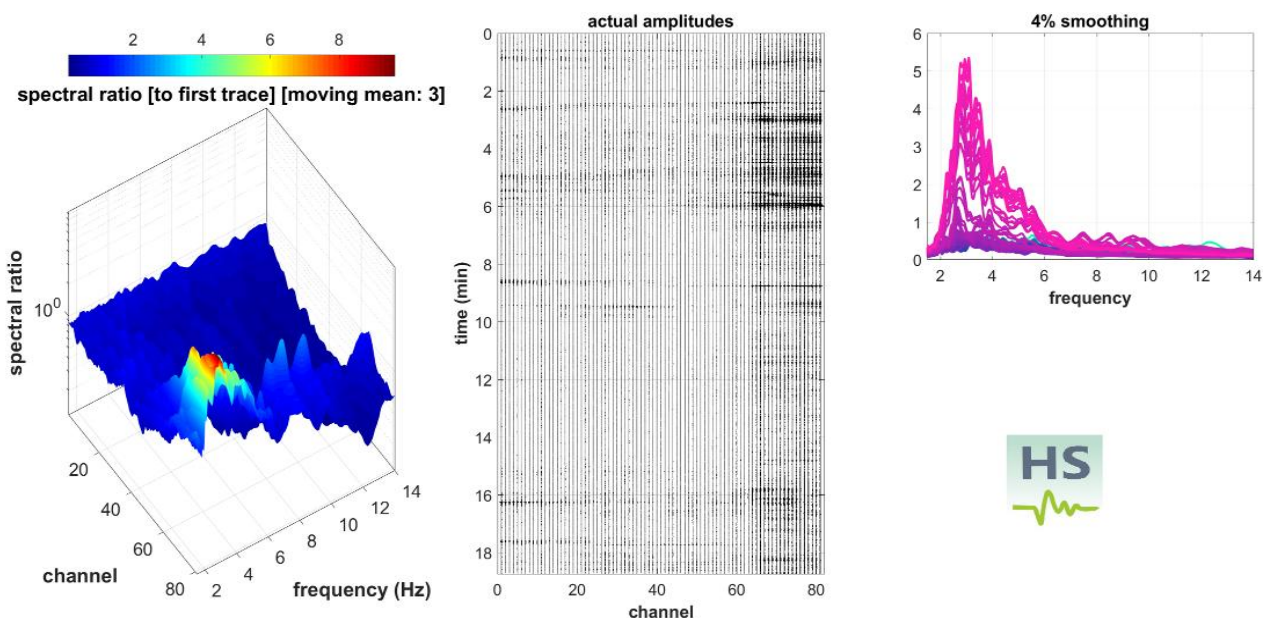 2 4 6 8
spectral ratio [to first trace] [moving mean: 3]
spectral ratio
10^0
20
40
60
80
channel
2 4 6 8 10 12 14
frequency (Hz)
actual amplitudes
0
2
4
6
8
10
12
14
16
18
time (min)
0 20 40 60 80
channel
4% smoothing
6
5
4
3
2
1
0
2 4 6 8 10 12 14
frequency
HS